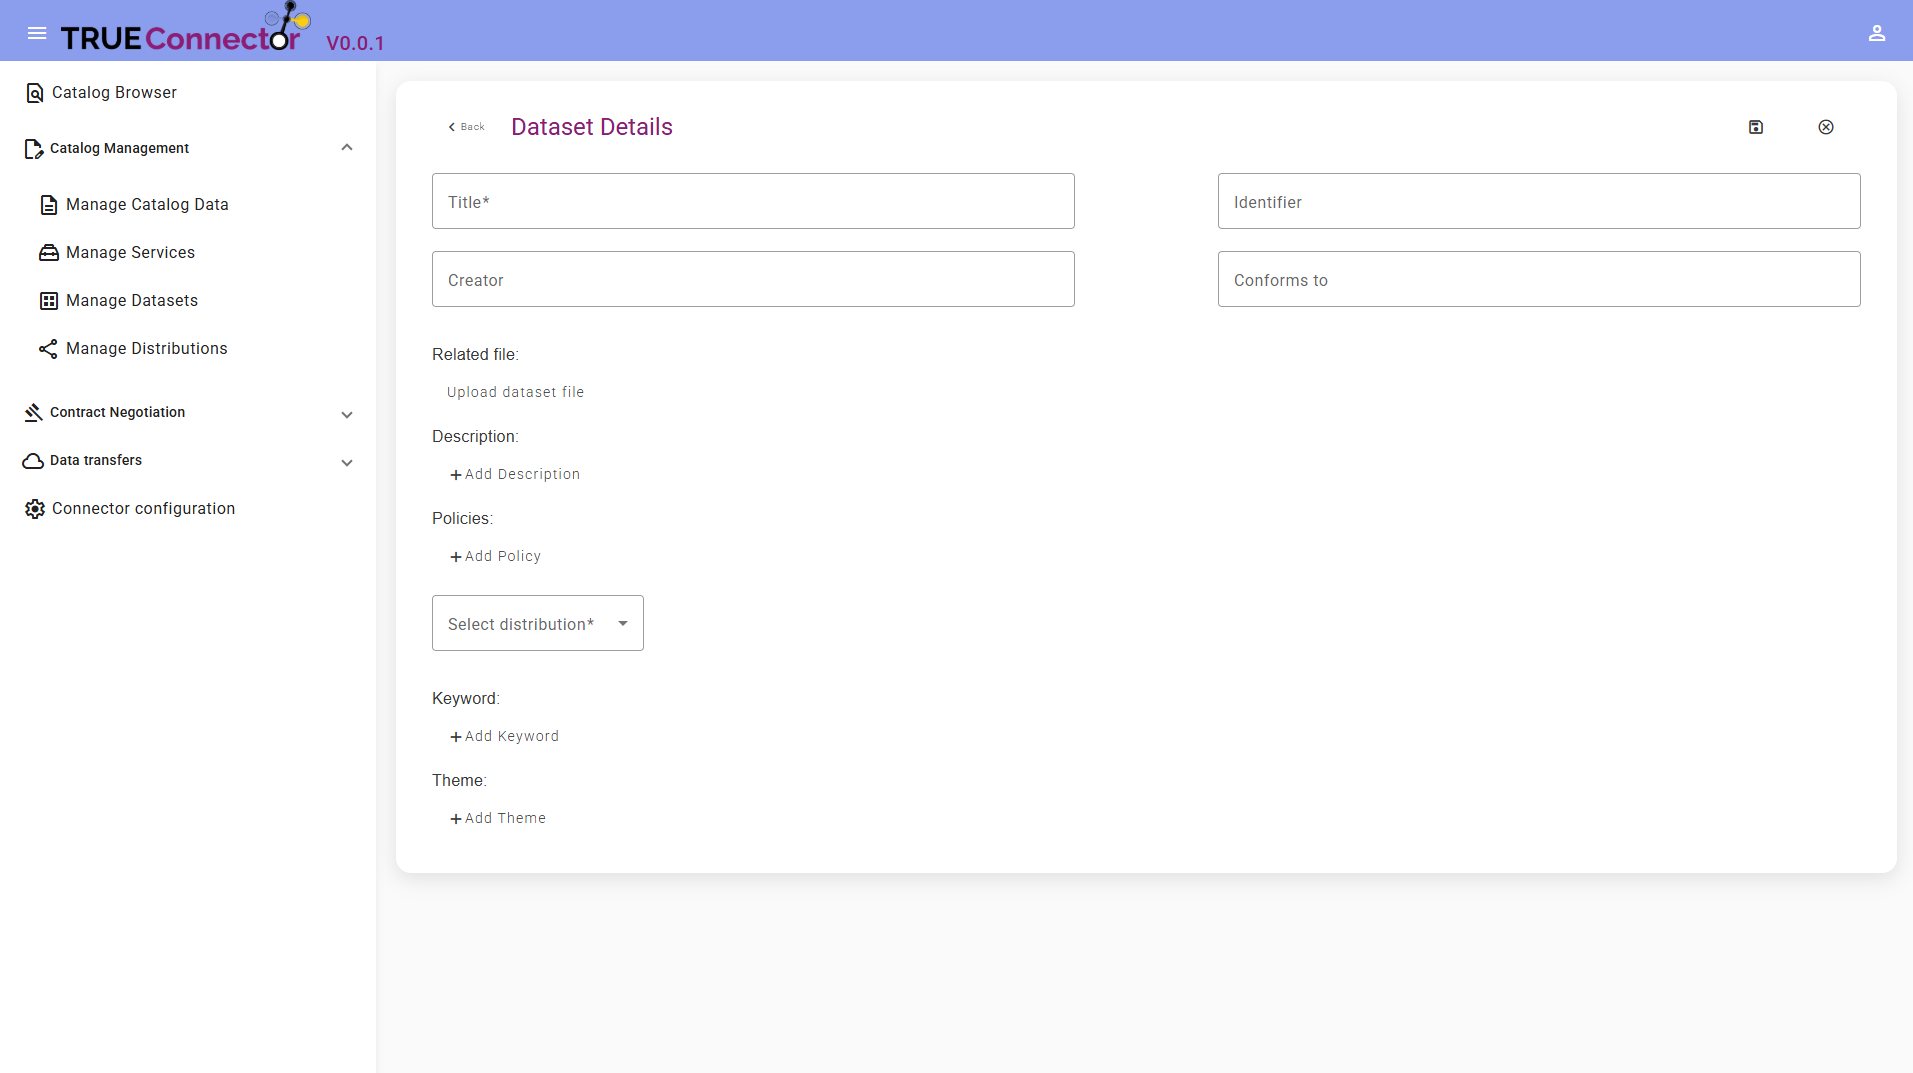 TRUEConnector V0.0.1
Catalog Browser
Catalog Management
Manage Catalog Data
Manage Services
Manage Datasets
Manage Distributions
Contract Negotiation
Data transfers
Connector configuration
Back
Dataset Details
Title*
Identifier
Creator
Conforms to
Related file:
Upload dataset file
Description:
+Add Description
Policies:
+Add Policy
Select distribution*
Keyword:
+Add Keyword
Theme:
+Add Theme